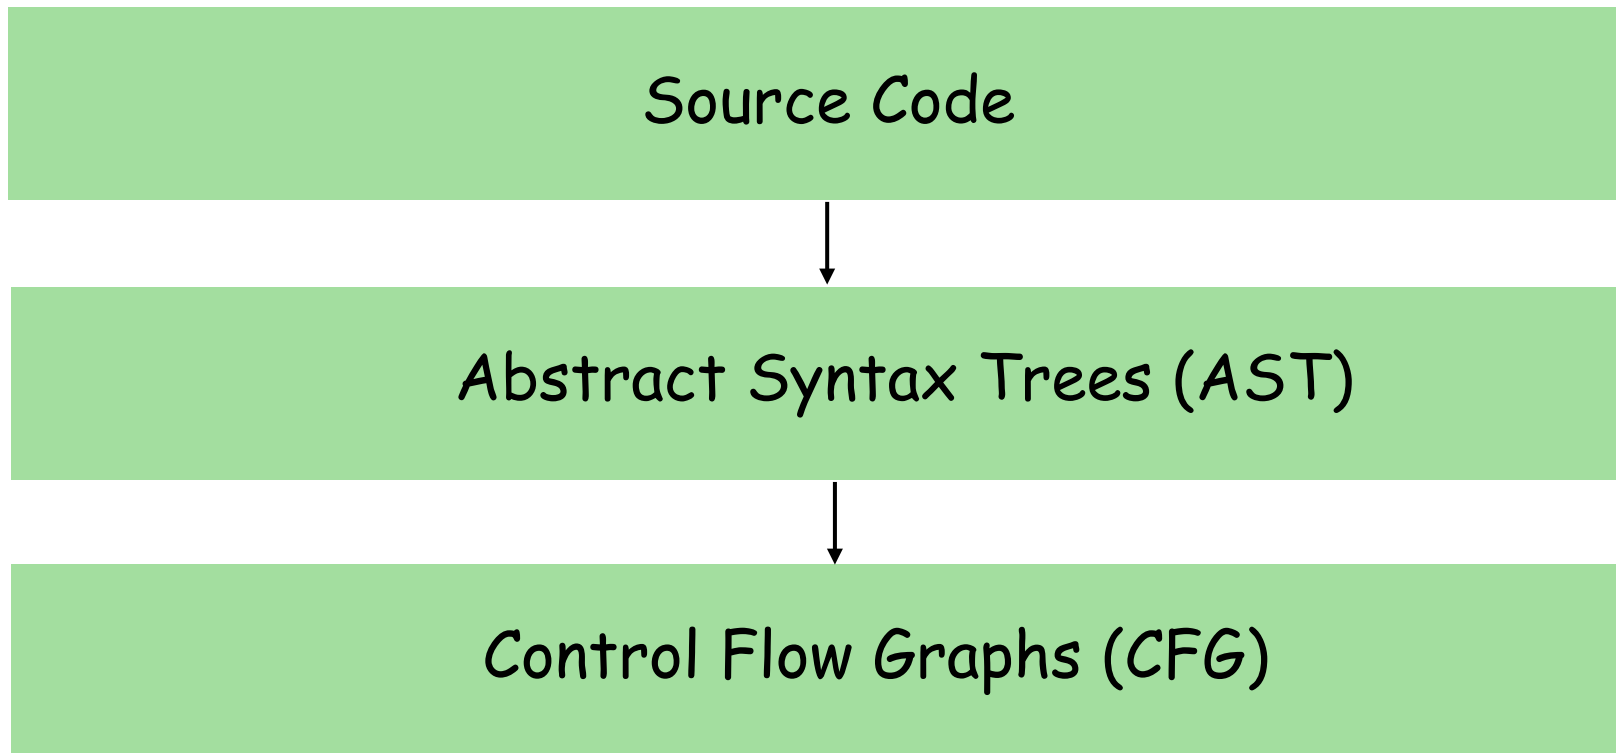 Source Code
Abstract Syntax Trees (AST)
Control Flow Graphs (CFG)